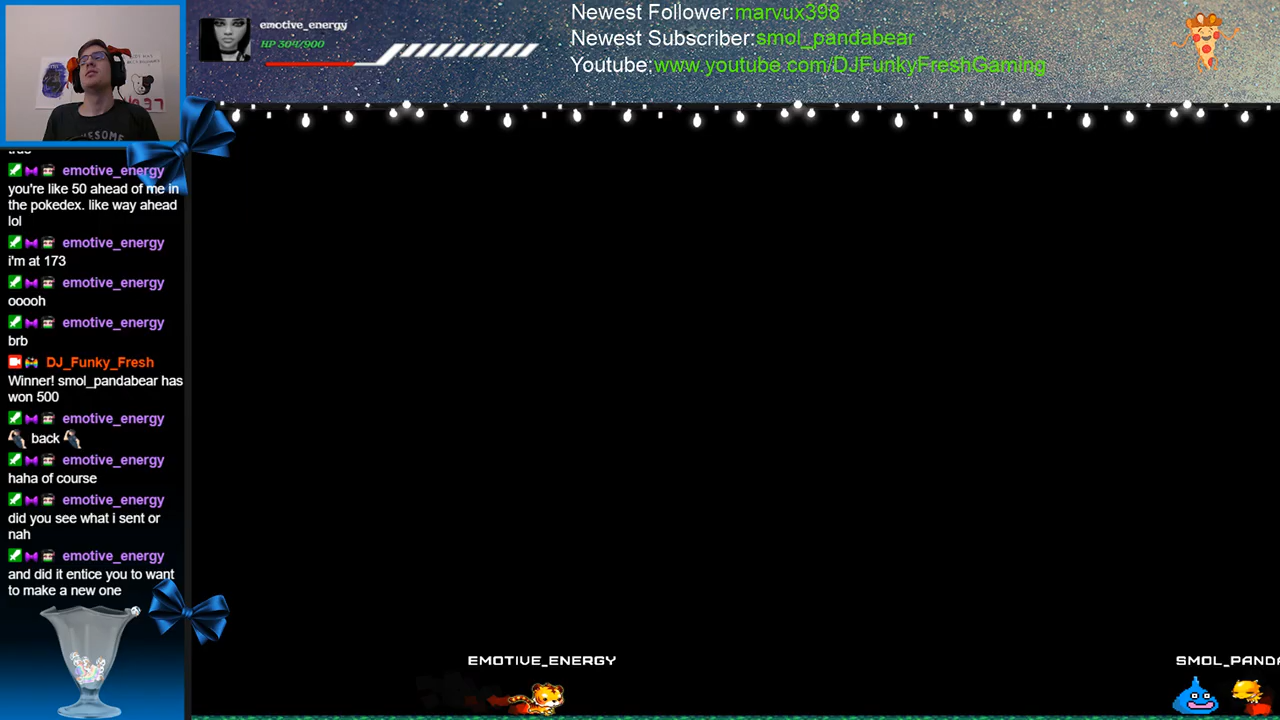 emotive_energy
HP 304/900
Newest Follower:marvux398
Newest Subscriber:smol_pandabear
Youtube:www.youtube.com/DJFunkyFreshGaming
emotive_energy
you're like 50 ahead of me in
the pokedex. like way ahead
lol
emotive_energy
i'm at 173
emotive_energy
ooooh
emotive_energy
brb
DJ_Funky_Fresh
Winner! smol_pandabear has
won 500
emotive_energy
back
emotive_energy
haha of course
emotive_energy
did you see what i sent or
nah
emotive_energy
and did it entice you to want
to make a new one
EMOTIVE_ENERGY
SMOL_PANDA